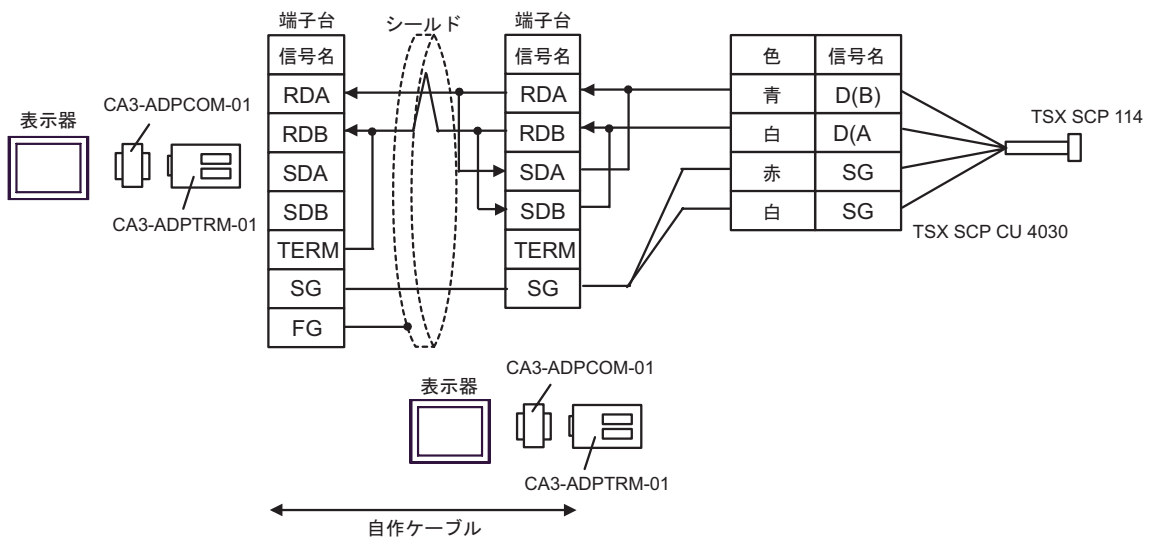 端子台
シールド
端子台
信号名
信号名
色
信号名
RDA
RDA
青
D(B)
CA3-ADPCOM-01
TSX SCP 114
表示器
RDB
RDB
白
D(A
SDA
SDA
赤
SG
CA3-ADPTRM-01
SDB
SDB
白
SG
TSX SCP CU 4030
TERM
TERM
SG
SG
FG
CA3-ADPCOM-01
表示器
CA3-ADPTRM-01
自作ケーブル